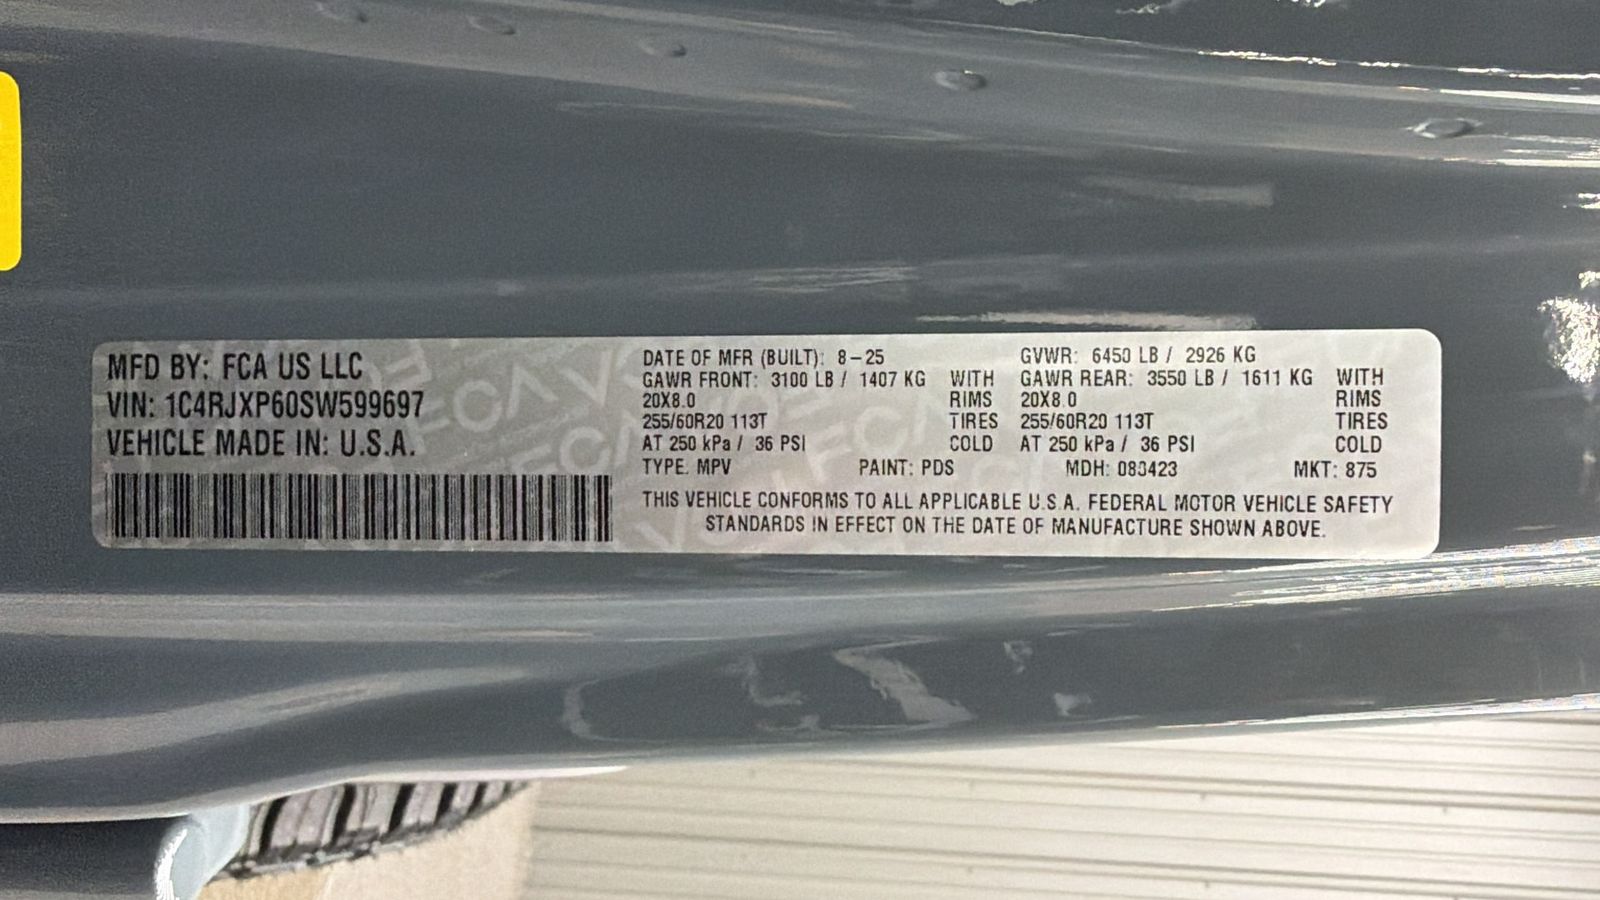 MFD BY: FCA US LLC
VIN: 1C4RJXP60SW599697
VEHICLE MADE IN: U.S.A.
DATE OF MFR (BUILT): 8-25 GVWR: 6450 LB / 2926 KG
GAWR FRONT: 3100 LB / 1407 KG WITH GAWR REAR: 3550 LB / 1611 KG WITH
20X8.0 RIMS 20X8.0 RIMS
255/60R20 113T TIRES 255/60R20 113T TIRES
AT 250 kPa / 36 PSI COLD AT 250 kPa / 36 PSI COLD
TYPE: MPV PAINT: PDS MDH: 083423 MKT: 875
THIS VEHICLE CONFORMS TO ALL APPLICABLE U.S.A. FEDERAL MOTOR VEHICLE SAFETY
STANDARDS IN EFFECT ON THE DATE OF MANUFACTURE SHOWN ABOVE.